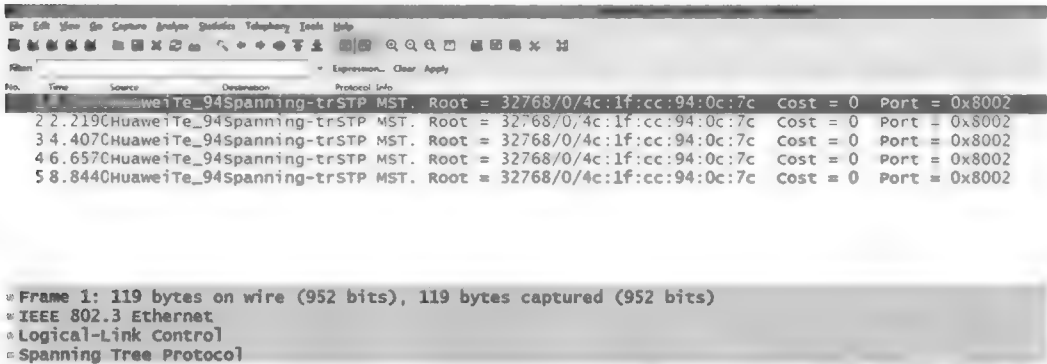 File Edit View Go Capture Analyze Statistics Telephony Tools Help
Filter: Expression... Clear Apply
No. Time Source Destination Protocol Info
weiTe_94Spanning-trSTP MST. Root = 32768/0/4c:1f:cc:94:0c:7c Cost = 0 Port = 0x8002
2 2.219CHuaweiTe_94Spanning-trSTP MST. Root = 32768/0/4c:1f:cc:94:0c:7c Cost = 0 Port = 0x8002
3 4.407CHuaweiTe_94Spanning-trSTP MST. Root = 32768/0/4c:1f:cc:94:0c:7c Cost = 0 Port = 0x8002
4 6.657CHuaweiTe_94Spanning-trSTP MST. Root = 32768/0/4c:1f:cc:94:0c:7c Cost = 0 Port = 0x8002
5 8.844CHuaweiTe_94Spanning-trSTP MST. Root = 32768/0/4c:1f:cc:94:0c:7c Cost = 0 Port = 0x8002
Frame 1: 119 bytes on wire (952 bits), 119 bytes captured (952 bits)
IEEE 802.3 Ethernet
Logical-Link Control
Spanning Tree Protocol